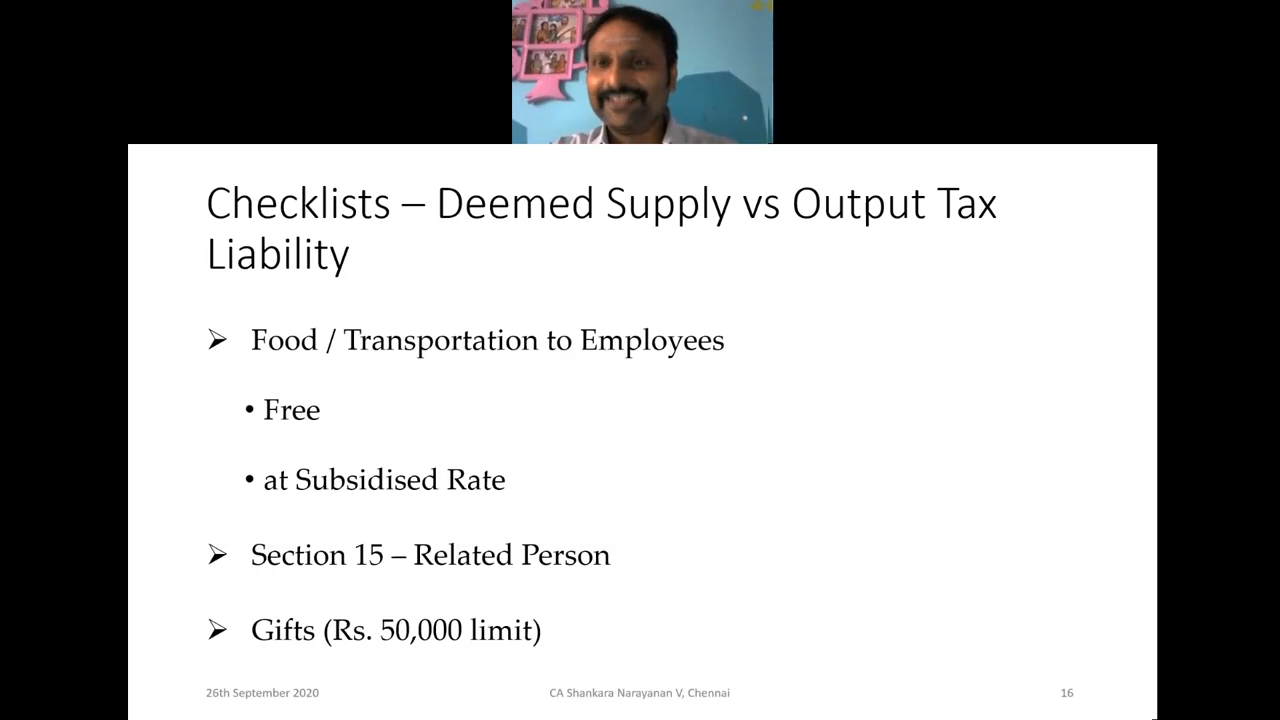 Checklists – Deemed Supply vs Output Tax
Liability
➢ Food / Transportation to Employees
• Free
• at Subsidised Rate
➢ Section 15 – Related Person
➢ Gifts (Rs. 50,000 limit)
26th September 2020 CA Shankara Narayanan V, Chennai 16